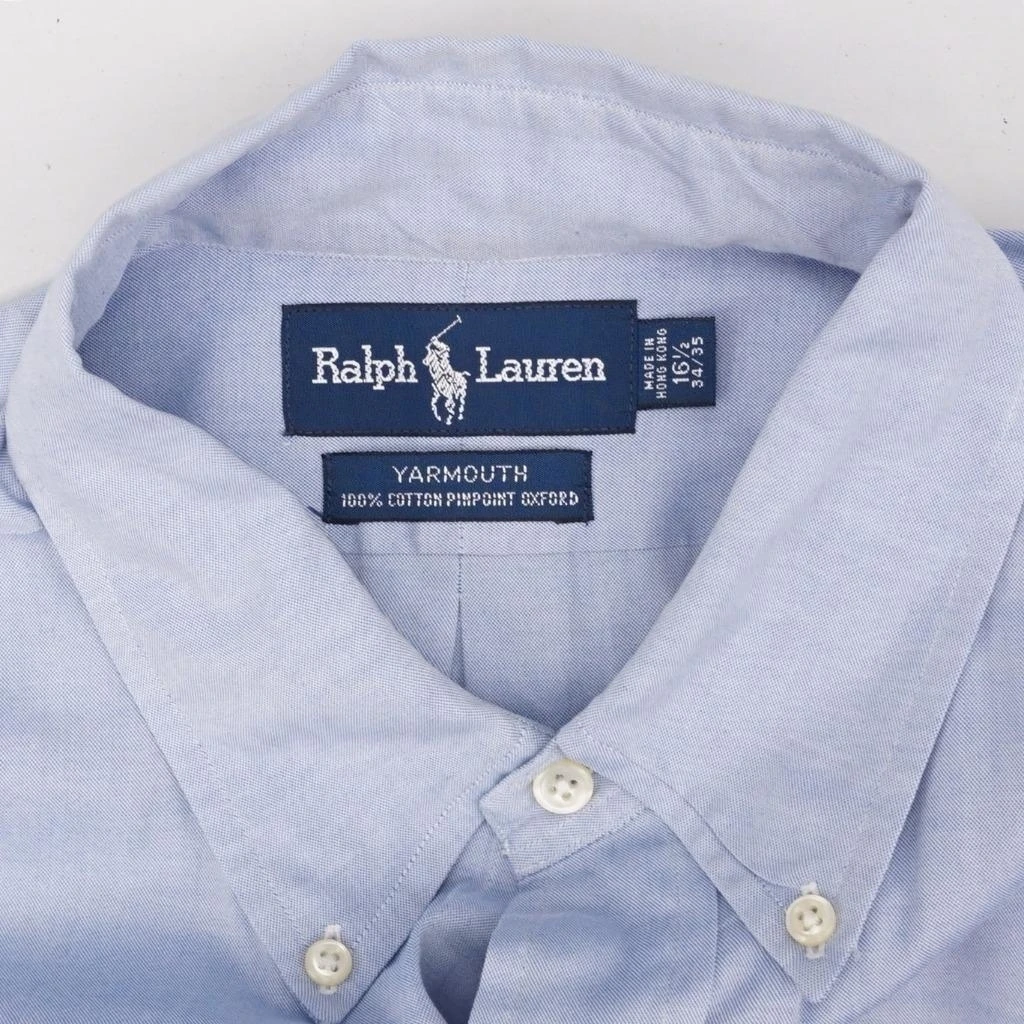 Ralph Lauren
MADE IN
HONG KONG
16½
34/35
YARMOUTH
100% COTTON PINPOINT OXFORD